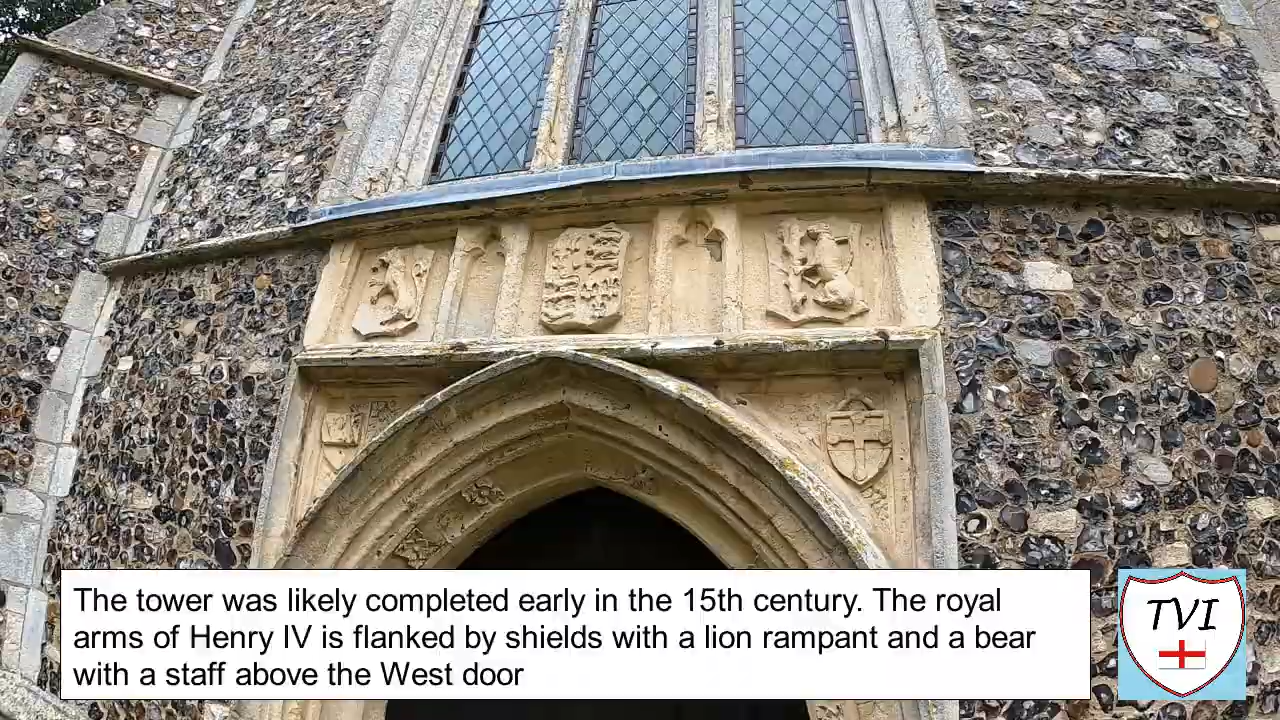 The tower was likely completed early in the 15th century. The royal
arms of Henry IV is flanked by shields with a lion rampant and a bear
with a staff above the West door
TVI